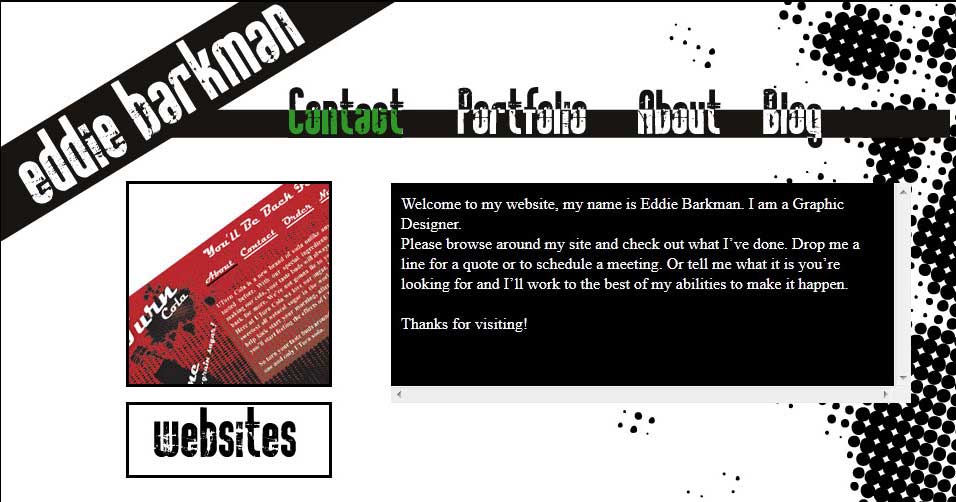 eddie barkman
Contact Portfolio About Blog
You'll Be Back
About Contact Order
Turn
Cola
Welcome to my website, my name is Eddie Barkman. I am a Graphic
Designer.
Please browse around my site and check out what I’ve done. Drop me a
line for a quote or to schedule a meeting. Or tell me what it is you’re
looking for and I’ll work to the best of my abilities to make it happen.
Thanks for visiting!
websites